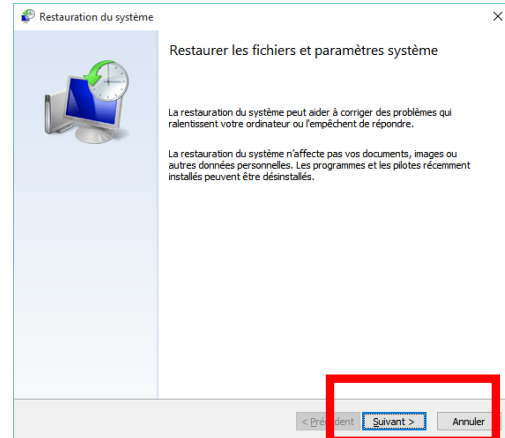 Restauration du système
Restaurer les fichiers et paramètres système
La restauration du système peut aider à corriger des problèmes qui
ralentissent votre ordinateur ou l'empêchent de répondre.
La restauration du système n'affecte pas vos documents, images ou
autres données personnelles. Les programmes et les pilotes récemment
installés peuvent être désinstallés.
< Précédent Suivant > Annuler